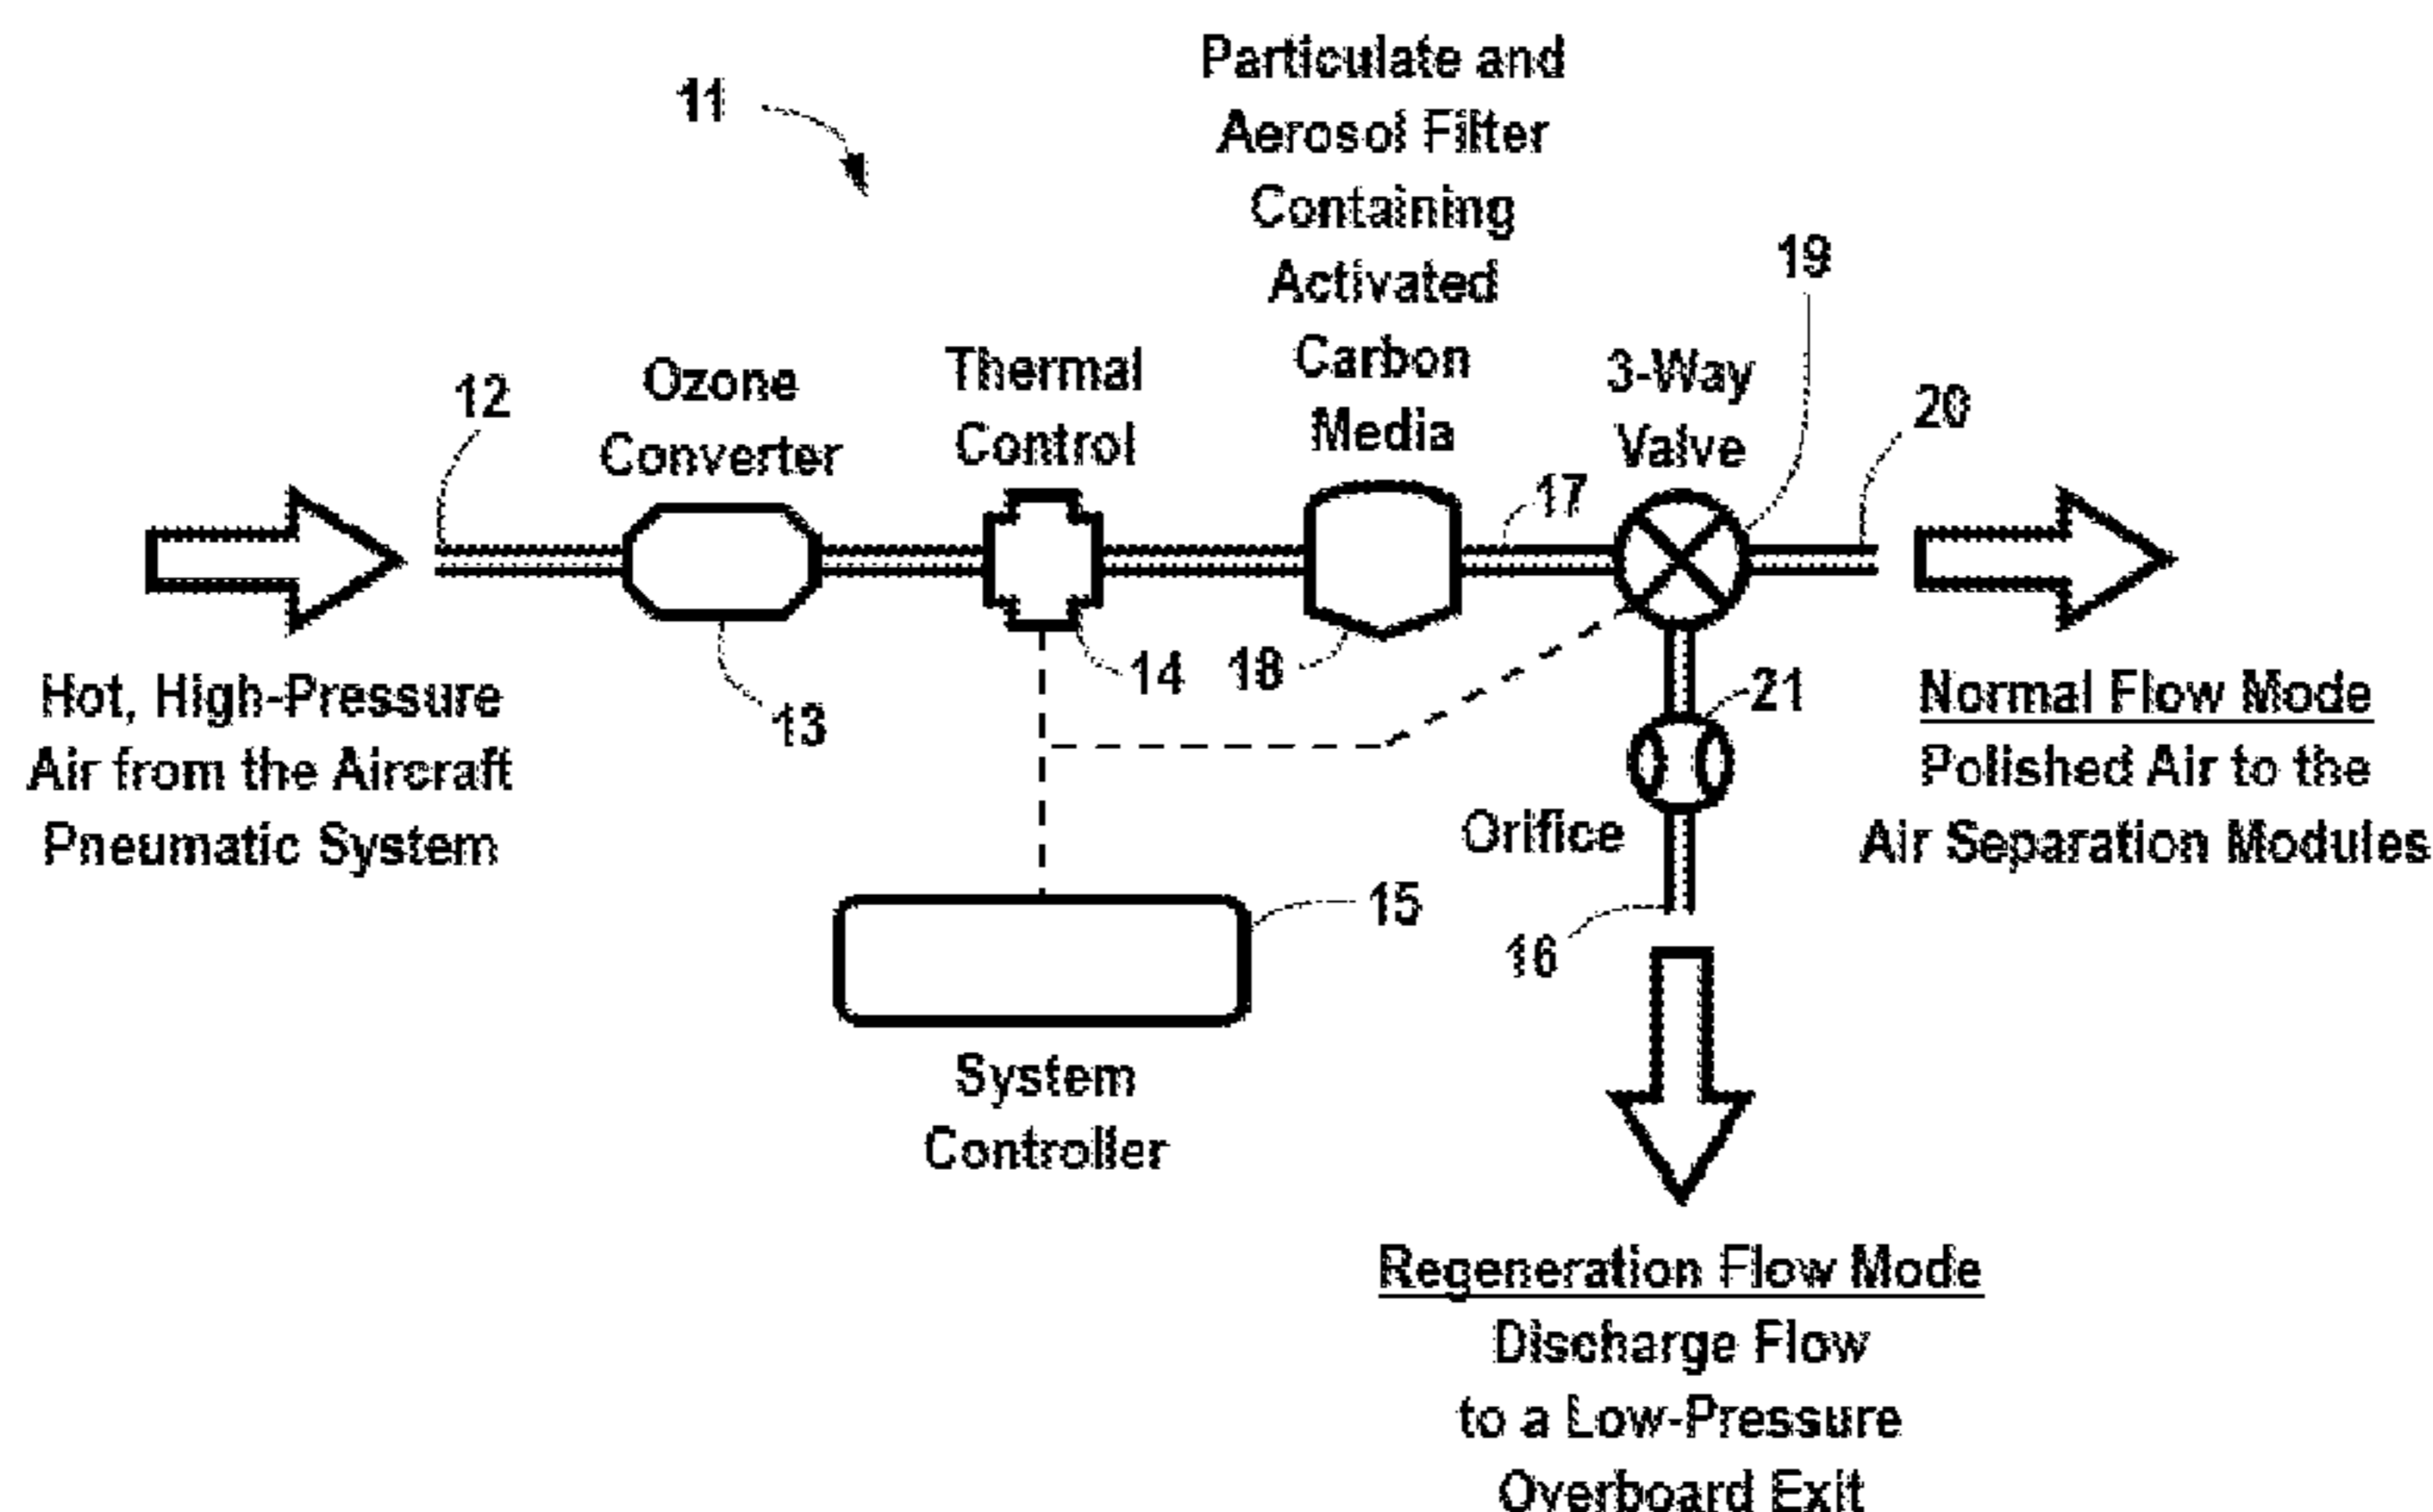 11
Particulate and
Aerosol Filter
Containing
Activated
Carbon
Media
12
Ozone
Converter
Thermal
Control
3-Way
Valve
19
20
17
Hot, High-Pressure
Air from the Aircraft
Pneumatic System
13
14
18
21
Normal Flow Mode
Polished Air to the
Air Separation Modules
Orifice
15
16
System
Controller
Regeneration Flow Mode
Discharge Flow
to a Low-Pressure
Overboard Exit